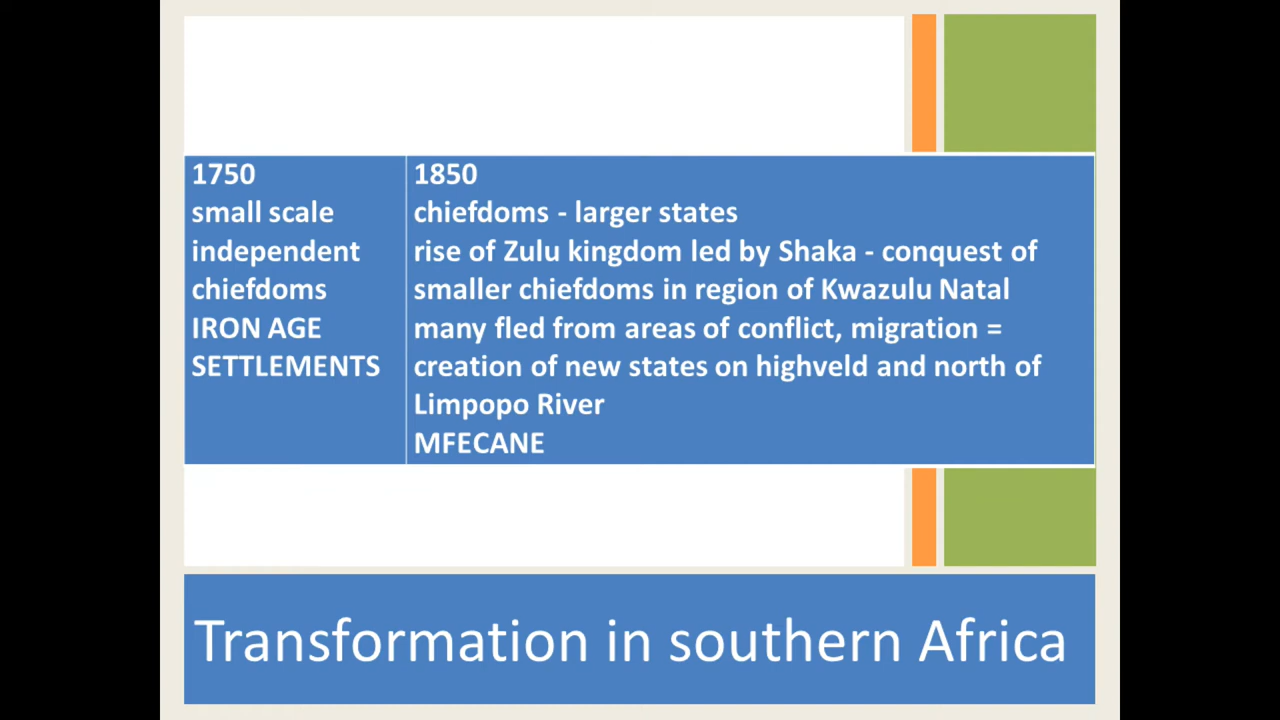 1750
small scale
independent
chiefdoms
IRON AGE
SETTLEMENTS
1850
chiefdoms - larger states
rise of Zulu kingdom led by Shaka - conquest of
smaller chiefdoms in region of Kwazulu Natal
many fled from areas of conflict, migration =
creation of new states on highveld and north of
Limpopo River
MFECANE
Transformation in southern Africa